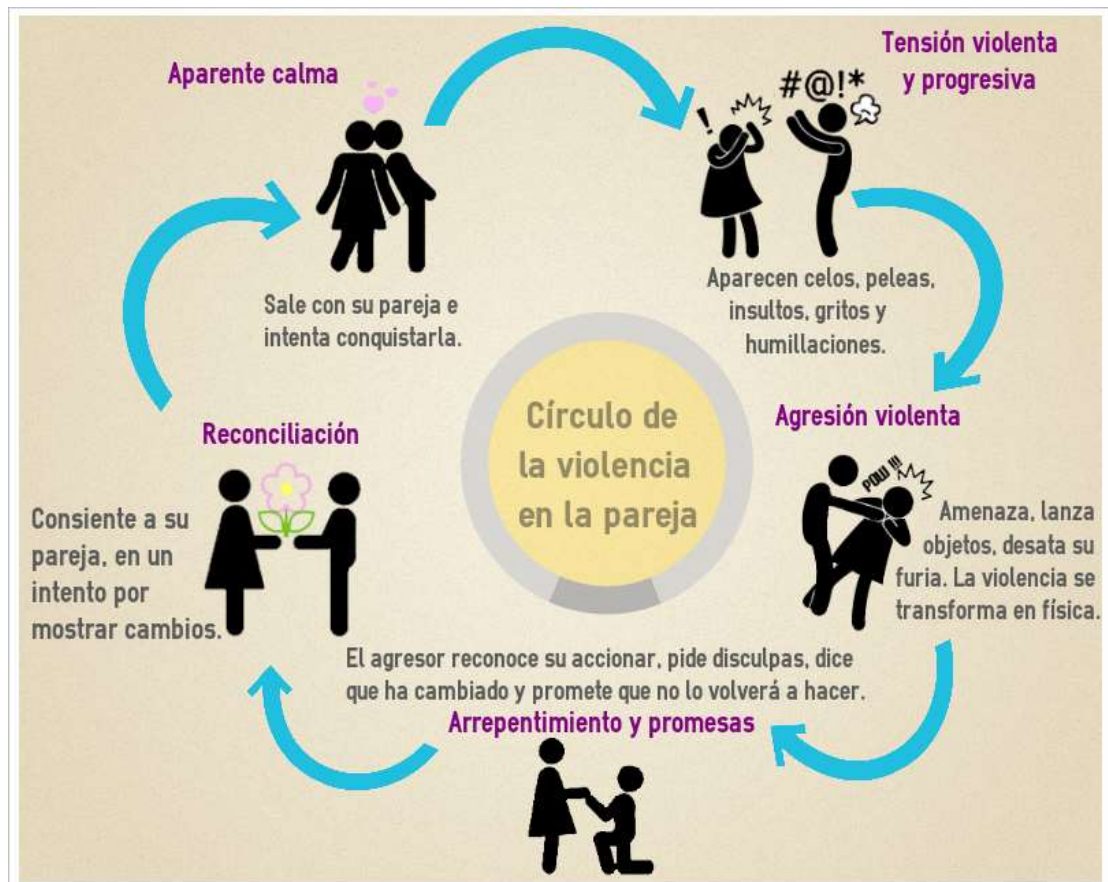 Aparente calma
Sale con su pareja e
intenta conquistarla.
Tensión violenta
y progresiva
#@!*
!
Aparecen celos, peleas,
insultos, gritos y
humillaciones.
Agresión violenta
POW !!!
Amenaza, lanza
objetos, desata su
furia. La violencia se
transforma en física.
El agresor reconoce su accionar, pide disculpas, dice
que ha cambiado y promete que no lo volverá a hacer.
Arrepentimiento y promesas
Reconciliación
Consiente a su
pareja, en un
intento por
mostrar cambios.
Círculo de
la violencia
en la pareja